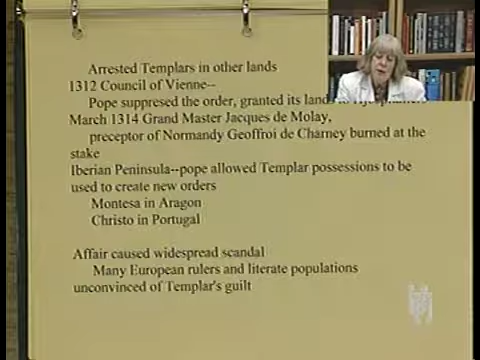 Arrested Templars in other lands
1312 Council of Vienne--
Pope suppresed the order, granted its land
March 1314 Grand Master Jacques de Molay,
preceptor of Normandy Geoffroi de Charney burned at the
stake
Iberian Peninsula--pope allowed Templar possessions to be
used to create new orders
Montesa in Aragon
Christo in Portugal
Affair caused widespread scandal
Many European rulers and literate populations
unconvinced of Templar's guilt